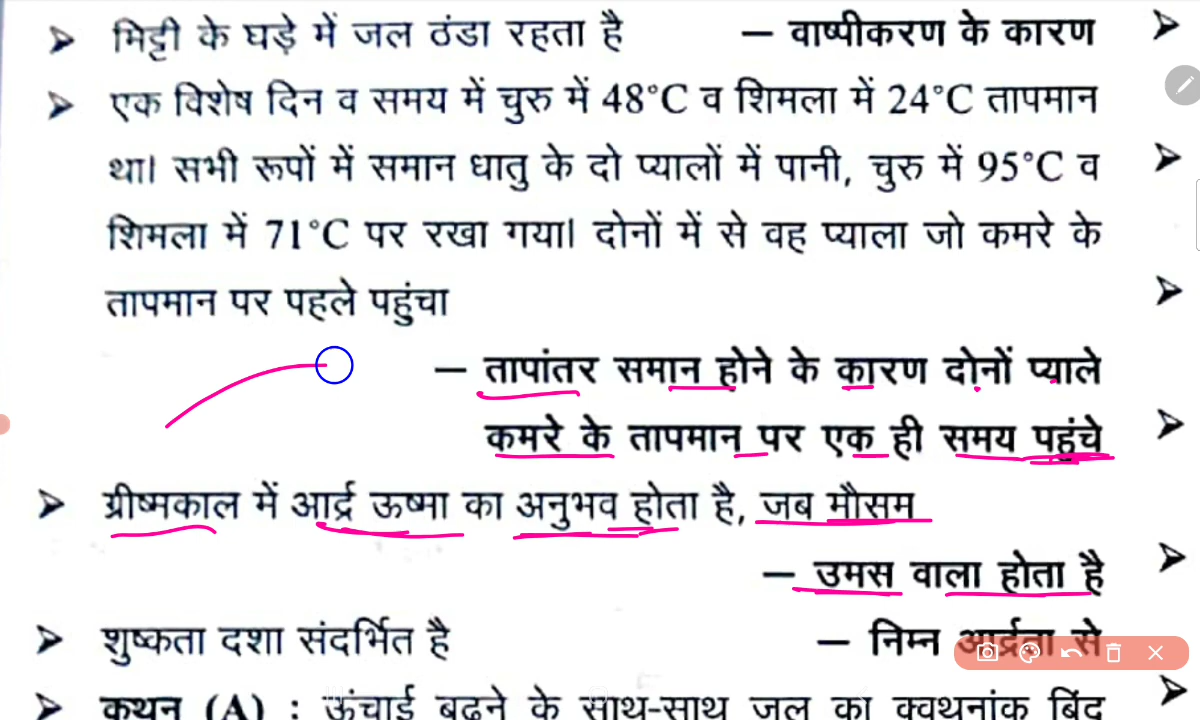 ➤ मिट्टी के घड़े में जल ठंडा रहता है — वाष्पीकरण के कारण
➤ एक विशेष दिन व समय में चुरु में 48°C व शिमला में 24°C तापमान
था। सभी रूपों में समान धातु के दो प्यालों में पानी, चुरु में 95°C व
शिमला में 71°C पर रखा गया। दोनों में से वह प्याला जो कमरे के
तापमान पर पहले पहुंचा
— तापांतर समान होने के कारण दोनों प्याले
कमरे के तापमान पर एक ही समय पहुंचे
➤ ग्रीष्मकाल में आर्द्र ऊष्मा का अनुभव होता है, जब मौसम
— उमस वाला होता है
➤ शुष्कता दशा संदर्भित है — निम्न आर्द्रता से
➤ कथन (A) : ऊंचाई बढ़ने के साथ-साथ जल का क्वथनांक बिंदु